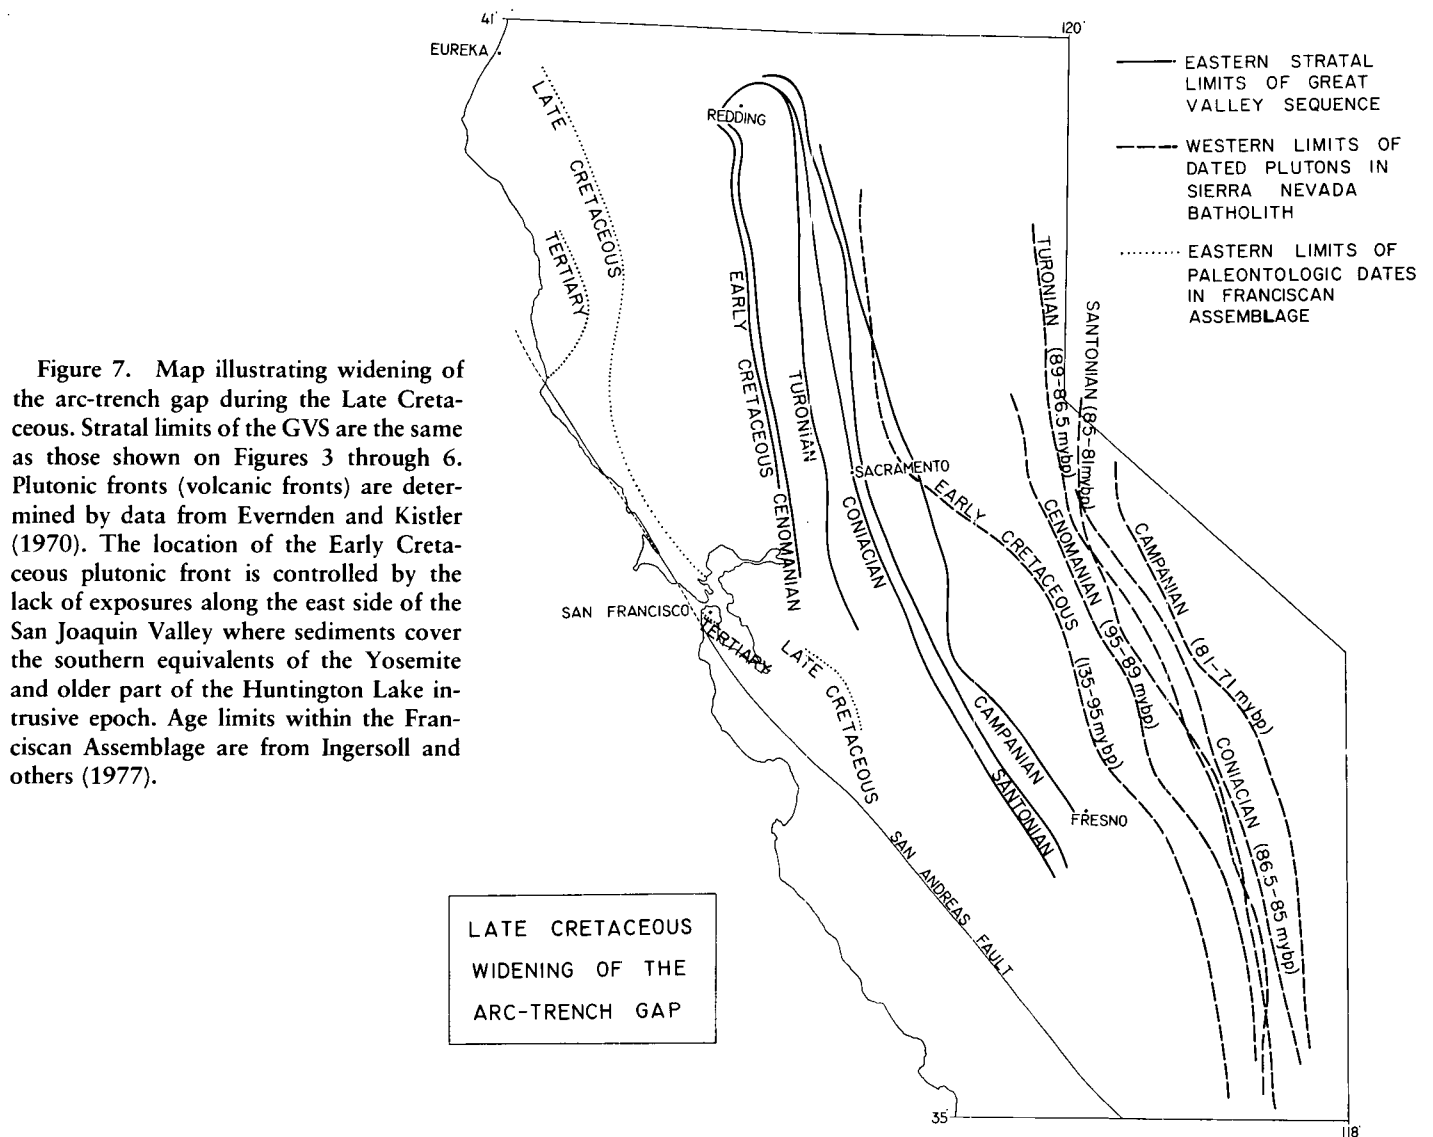 41°
120°
EUREKA
EASTERN STRATAL
LIMITS OF GREAT
VALLEY SEQUENCE
WESTERN LIMITS OF
DATED PLUTONS IN
SIERRA NEVADA
BATHOLITH
EASTERN LIMITS OF
PALEONTOLOGIC DATES
IN FRANCISCAN
ASSEMBLAGE
LATE CRETACEOUS
TERTIARY
REDDING
EARLY CRETACEOUS
CENOMANIAN
TURONIAN
CONIACIAN
SACRAMENTO
EARLY CRETACEOUS (135-95 mybp)
CENOMANIAN (95-89 mybp)
TURONIAN (89-86.5 mybp)
SANTONIAN (85-81 mybp)
CAMPANIAN (81-71 mybp)
CONIACIAN (86.5-85 mybp)
SAN FRANCISCO
TERTIARY
LATE CRETACEOUS
CAMPANIAN
SANTONIAN
FRESNO
SAN ANDREAS FAULT
35°
118°
Figure 7. Map illustrating widening of
the arc-trench gap during the Late Creta-
ceous. Stratal limits of the GVS are the same
as those shown on Figures 3 through 6.
Plutonic fronts (volcanic fronts) are deter-
mined by data from Evernden and Kistler
(1970). The location of the Early Creta-
ceous plutonic front is controlled by the
lack of exposures along the east side of the
San Joaquin Valley where sediments cover
the southern equivalents of the Yosemite
and older part of the Huntington Lake in-
trusive epoch. Age limits within the Fran-
ciscan Assemblage are from Ingersoll and
others (1977).
LATE CRETACEOUS
WIDENING OF THE
ARC-TRENCH GAP